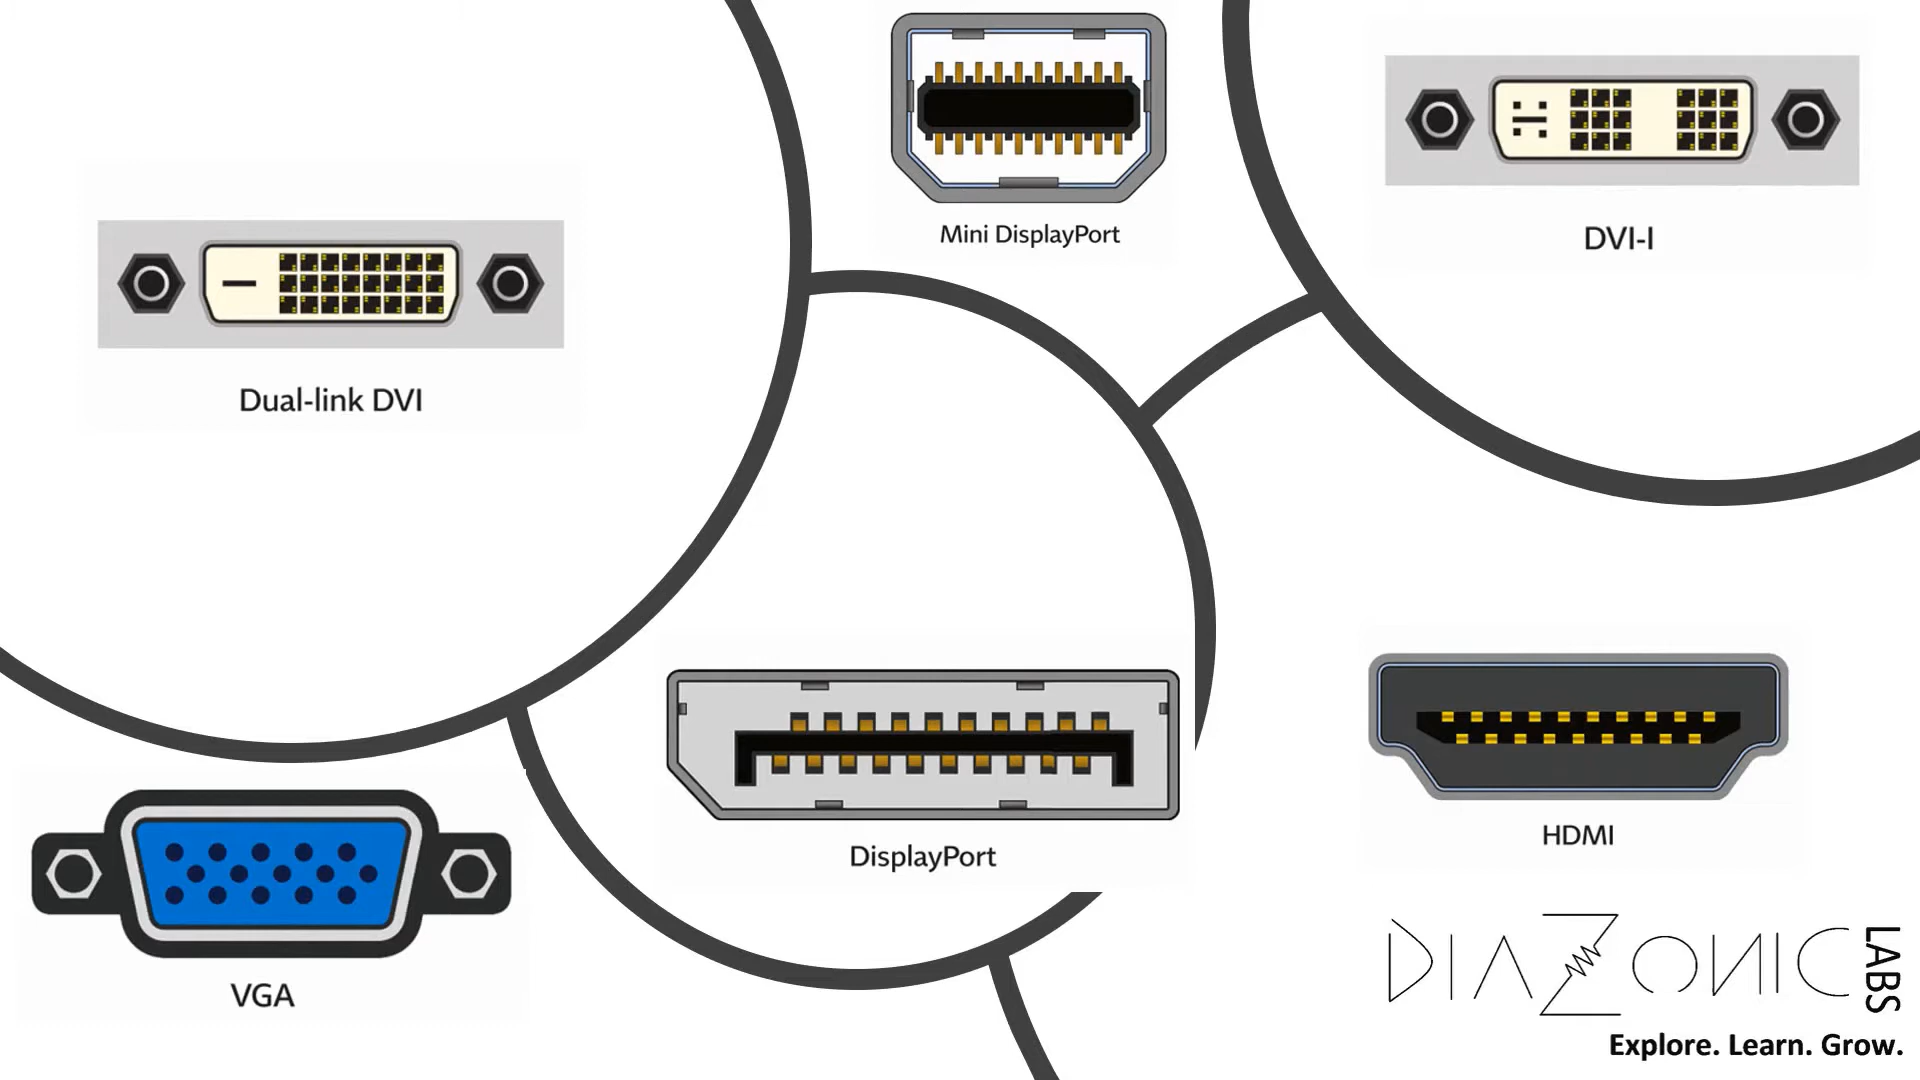 Mini DisplayPort
DVI-I
Dual-link DVI
HDMI
DisplayPort
VGA
DIAZONIC LABS
Explore. Learn. Grow.